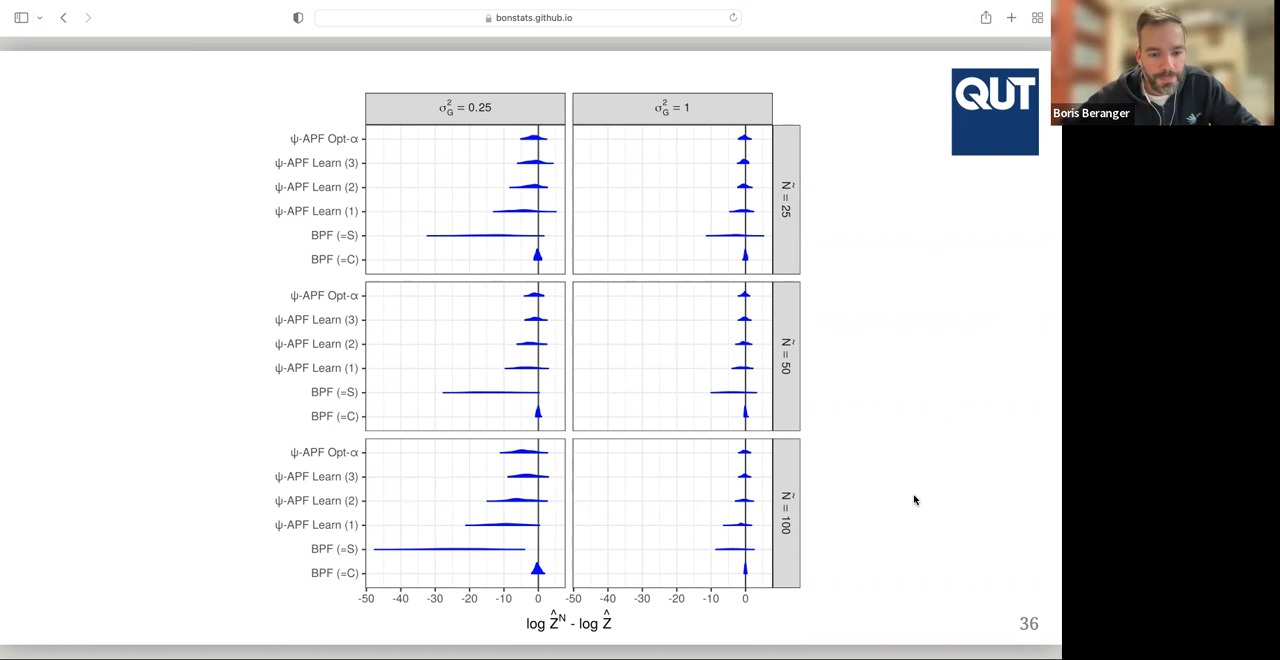 bonstats.github.io
QUT
Boris Beranger
σ²G = 0.25
σ²G = 1
ψ-APF Opt-α
ψ-APF Learn (3)
ψ-APF Learn (2)
ψ-APF Learn (1)
BPF (=S)
BPF (=C)
Ñ = 25
ψ-APF Opt-α
ψ-APF Learn (3)
ψ-APF Learn (2)
ψ-APF Learn (1)
BPF (=S)
BPF (=C)
Ñ = 50
ψ-APF Opt-α
ψ-APF Learn (3)
ψ-APF Learn (2)
ψ-APF Learn (1)
BPF (=S)
BPF (=C)
Ñ = 100
-50 -40 -30 -20 -10 0 -50 -40 -30 -20 -10 0
log Ẑᴺ - log Ẑ
36